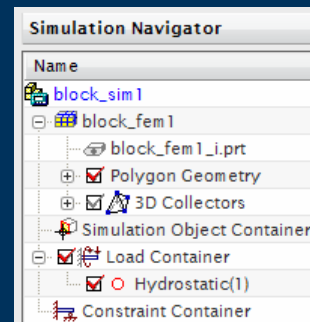 Simulation Navigator
Name
block_sim1
block_fem1
block_fem1_i.prt
Polygon Geometry
3D Collectors
Simulation Object Container
Load Container
Hydrostatic(1)
Constraint Container